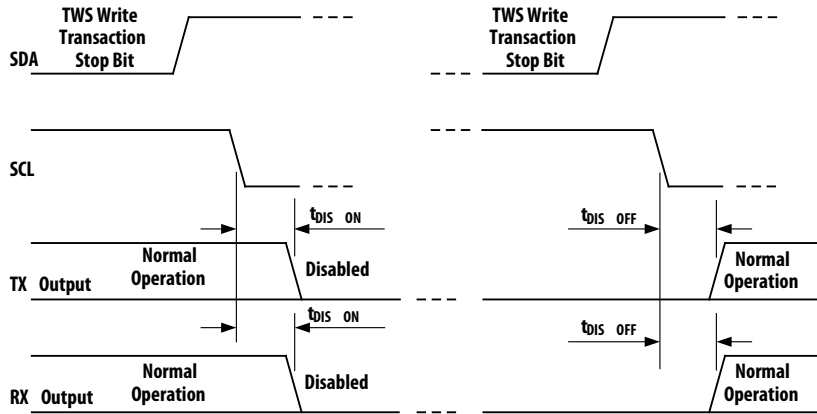 TWS Write
Transaction
Stop Bit
TWS Write
Transaction
Stop Bit
SDA
SCL
tDIS ON
tDIS OFF
Normal
Operation
Disabled
Normal
Operation
TX Output
tDIS ON
tDIS OFF
Normal
Operation
Disabled
Normal
Operation
RX Output